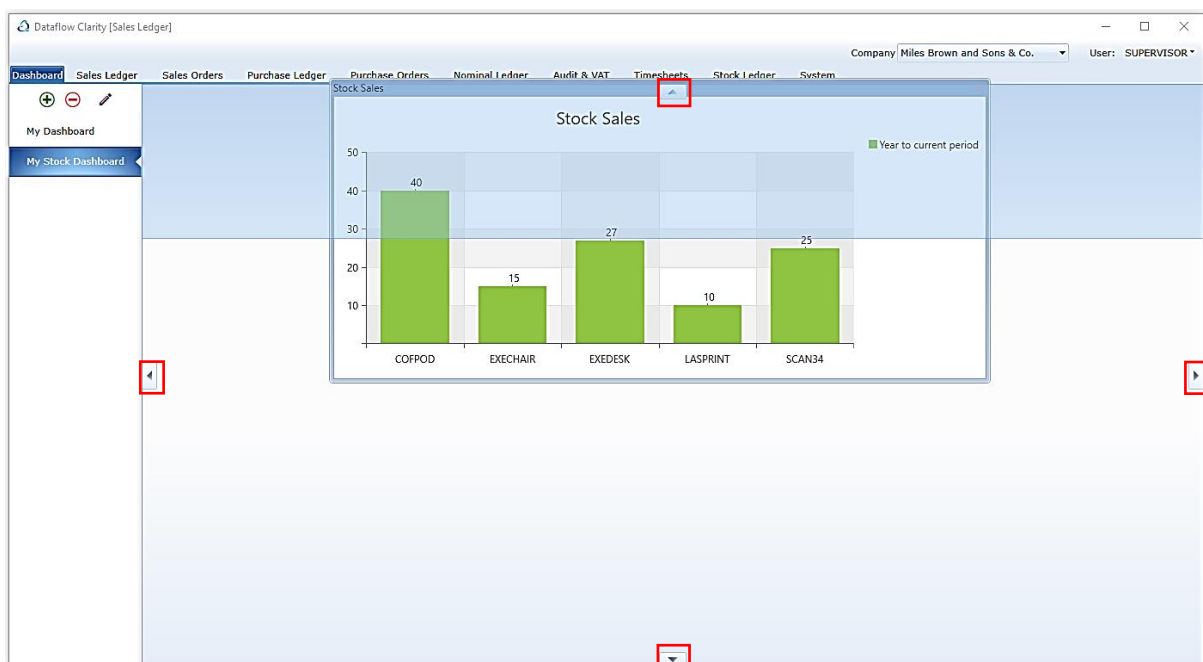 Dataflow Clarity [Sales Ledger]
Company Miles Brown and Sons & Co. User: SUPERVISOR
Dashboard Sales Ledger Sales Orders Purchase Ledger Purchase Orders Nominal Ledger Audit & VAT Timesheets Stock Ledger System
Stock Sales
My Dashboard
My Stock Dashboard
Stock Sales
Year to current period
50
40
30
20
10
40
15
27
10
25
COFPOD EXECHAIR EXEDESK LASPRINT SCAN34